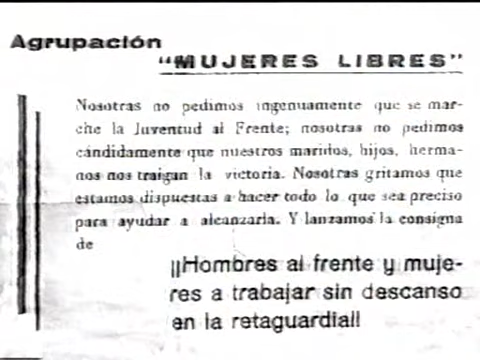 Agrupación
"MUJERES LIBRES"
Nosotras no pedimos ingenuamente que se mar-
che la Juventud al Frente; nosotras no pedimos
cándidamente que nuestros maridos, hijos, herma-
nos nos traigan la victoria. Nosotras gritamos que
estamos dispuestas a hacer todo lo que sea preciso
para ayudar a alcanzarla. Y lanzamos la consigna
de
¡¡Hombres al frente y muje-
res a trabajar sin descanso
en la retaguardia!!